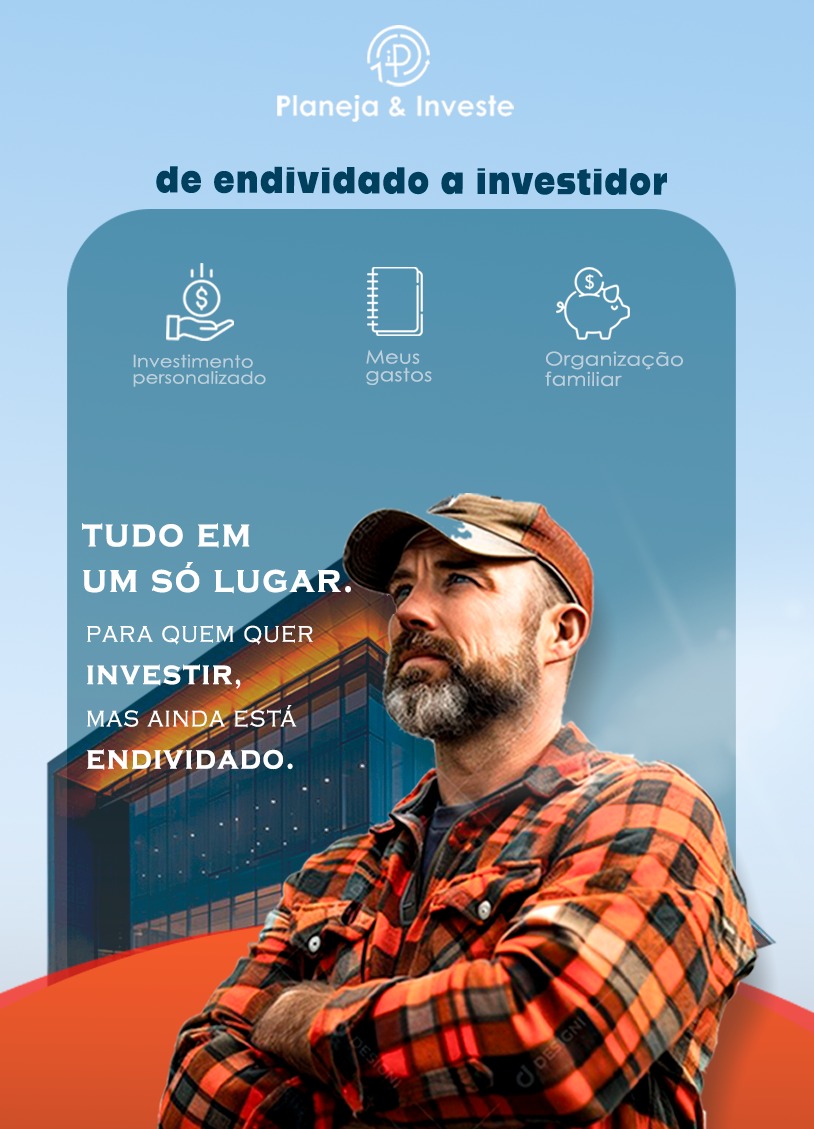 Planeja & Investe
de endividado a investidor
Investimento
personalizado
Meus
gastos
Organização
familiar
TUDO EM
UM SÓ LUGAR.
PARA QUEM QUER
INVESTIR,
MAS AINDA ESTÁ
ENDIVIDADO.